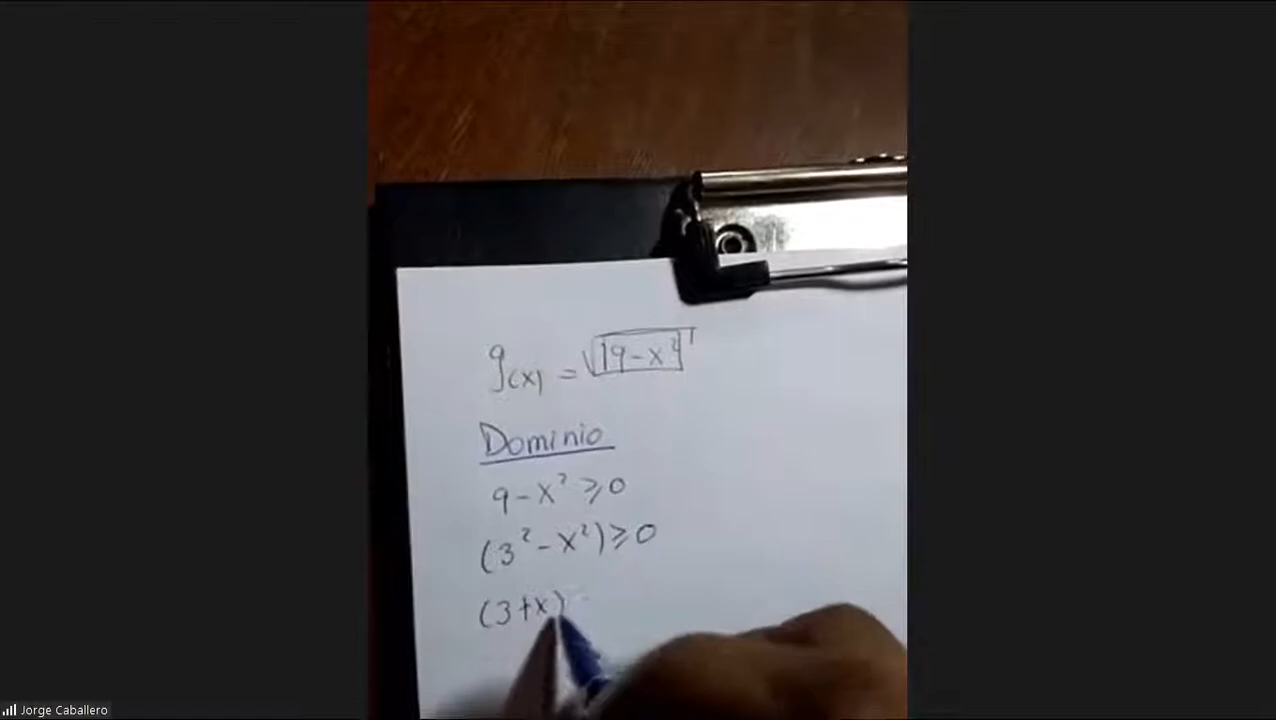 g(x) = √9-x²
Dominio
9-x² ≥ 0
(3² - x²) ≥ 0
(3+x)
Jorge Caballero